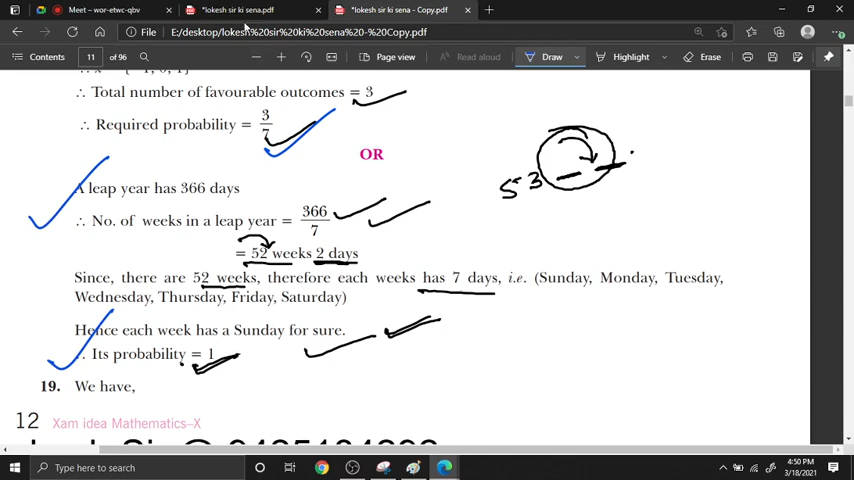 Meet – wor-etwc-qbv
*lokesh sir ki sena.pdf
*lokesh sir ki sena - Copy.pdf
File
E:/desktop/lokesh%20sir%20ki%20sena%20-%20Copy.pdf
Contents
11 of 96
Page view
Read aloud
Draw
Highlight
Erase
∴ Total number of favourable outcomes = 3
∴ Required probability = 3/7
OR
A leap year has 366 days
∴ No. of weeks in a leap year = 366/7
= 52 weeks 2 days
53
Since, there are 52 weeks, therefore each weeks has 7 days, i.e. (Sunday, Monday, Tuesday,
Wednesday, Thursday, Friday, Saturday)
Hence each week has a Sunday for sure.
∴ Its probability = 1
19. We have,
12 Xam idea Mathematics–X
Type here to search
4:50 PM
3/18/2021